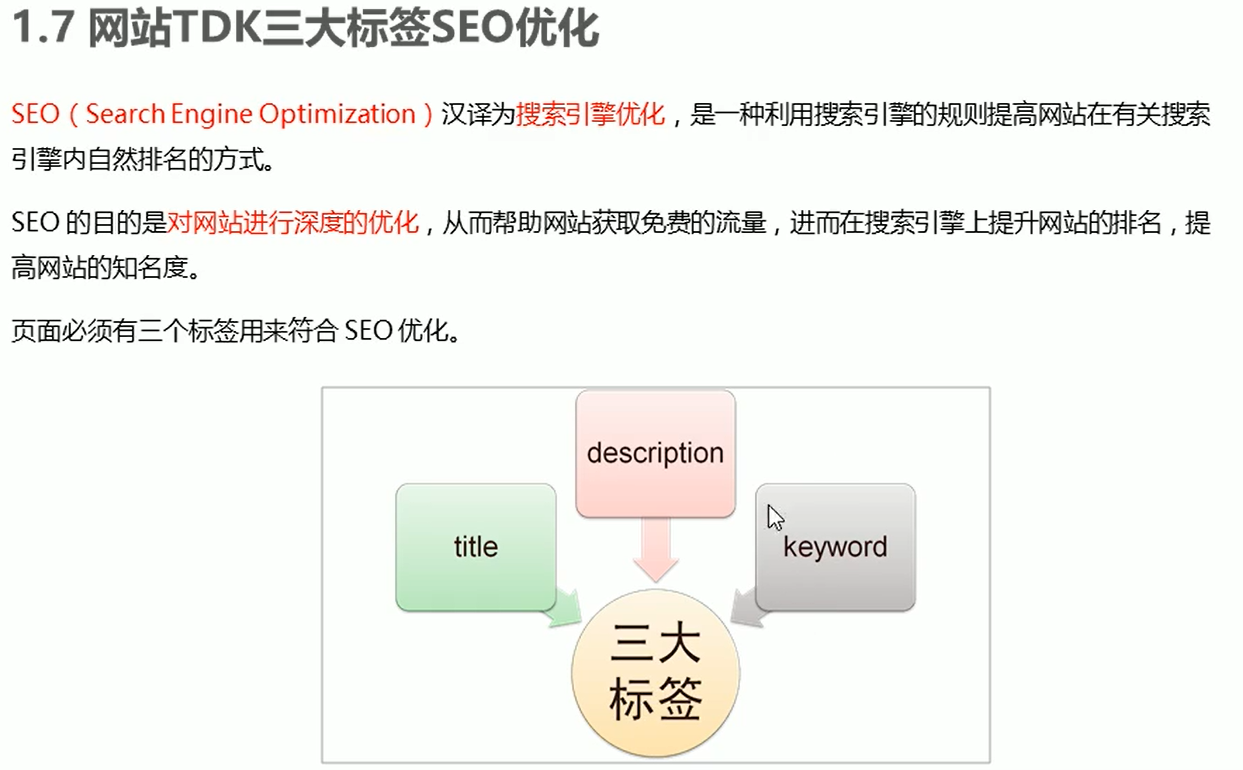 1.7 网站TDK三大标签SEO优化
SEO（Search Engine Optimization）汉译为搜索引擎优化，是一种利用搜索引擎的规则提高网站在有关搜索
引擎内自然排名的方式。
SEO 的目的是对网站进行深度的优化，从而帮助网站获取免费的流量，进而在搜索引擎上提升网站的排名，提
高网站的知名度。
页面必须有三个标签用来符合 SEO 优化。
description
title
keyword
三大
标签